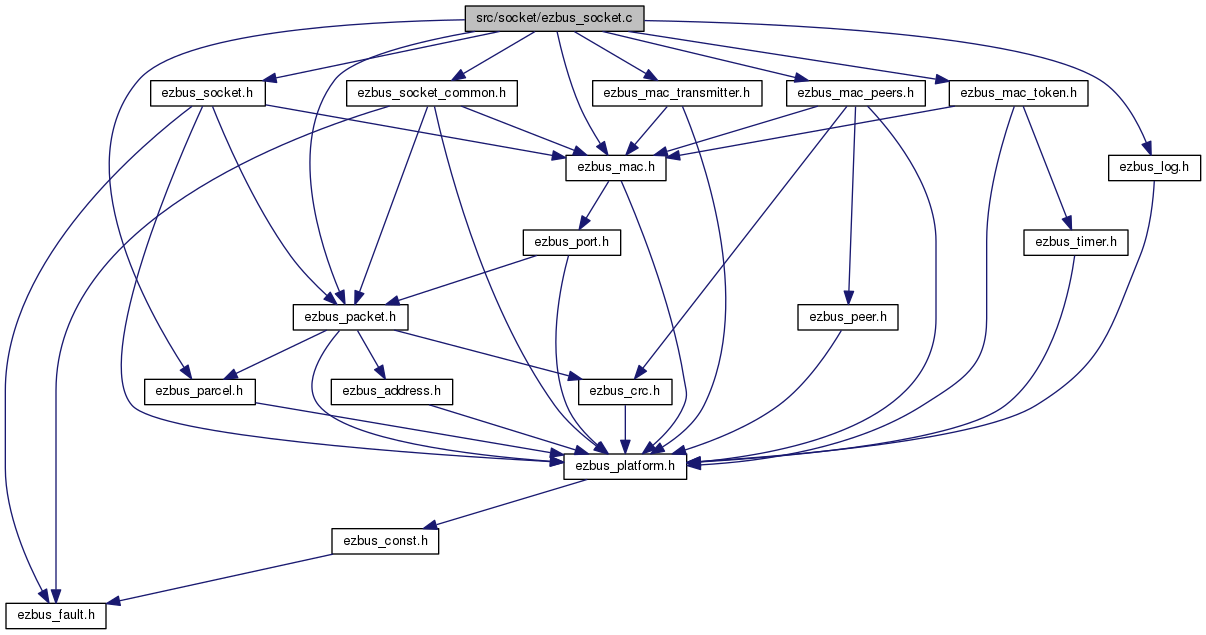 src/socket/ezbus_socket.c
ezbus_socket.h
ezbus_socket_common.h
ezbus_mac_transmitter.h
ezbus_mac_peers.h
ezbus_mac_token.h
ezbus_mac.h
ezbus_log.h
ezbus_port.h
ezbus_timer.h
ezbus_packet.h
ezbus_peer.h
ezbus_parcel.h
ezbus_address.h
ezbus_crc.h
ezbus_platform.h
ezbus_const.h
ezbus_fault.h